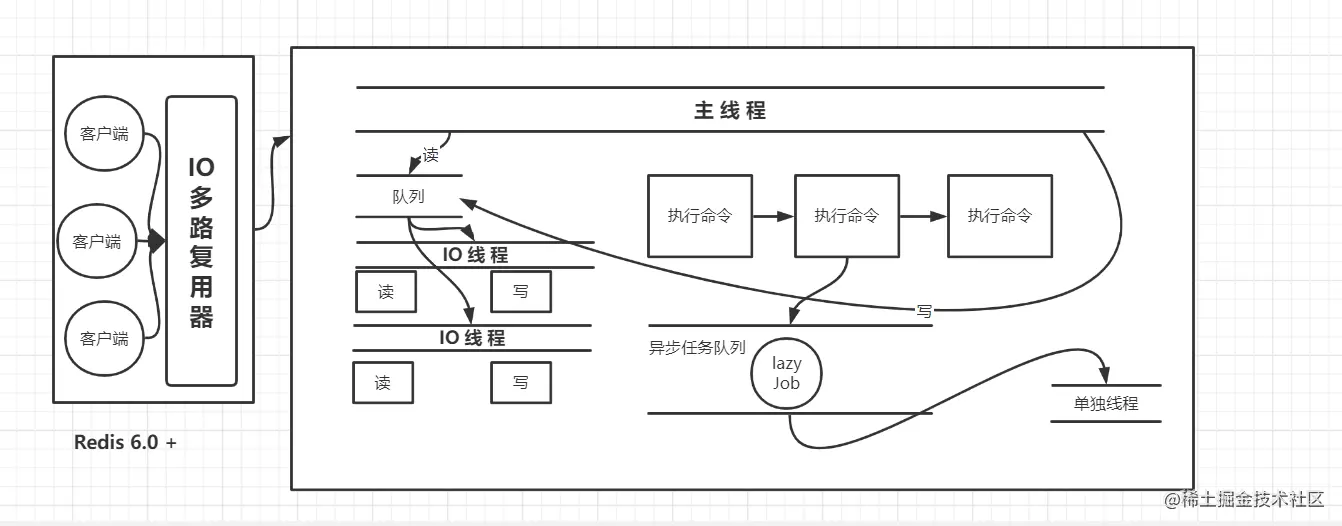 主 线 程
客户端
客户端
客户端
IO
多
路
复
用
器
读
队列
IO 线 程
读
写
IO 线 程
读
写
执行命令
执行命令
执行命令
写
异步任务队列
lazy
Job
单独线程
Redis 6.0 +
@稀土掘金技术社区